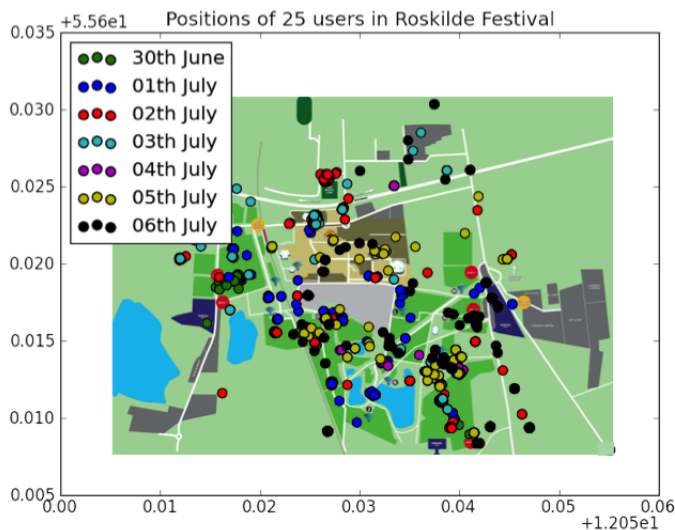 Positions of 25 users in Roskilde Festival
+5.56e1
0.035
0.030
0.025
0.020
0.015
0.010
0.005
30th June
01th July
02th July
03th July
04th July
05th July
06th July
0.00
0.01
0.02
0.03
0.04
0.05
0.06
+1.205e1